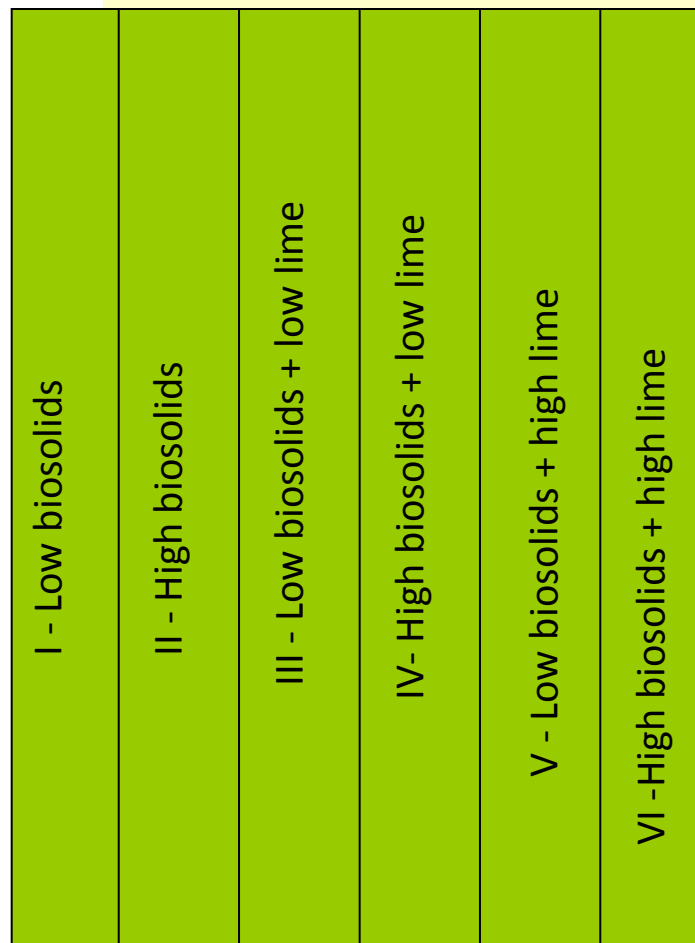 I - Low biosolids
II - High biosolids
III - Low biosolids + low lime
IV- High biosolids + low lime
V - Low biosolids + high lime
VI -High biosolids + high lime